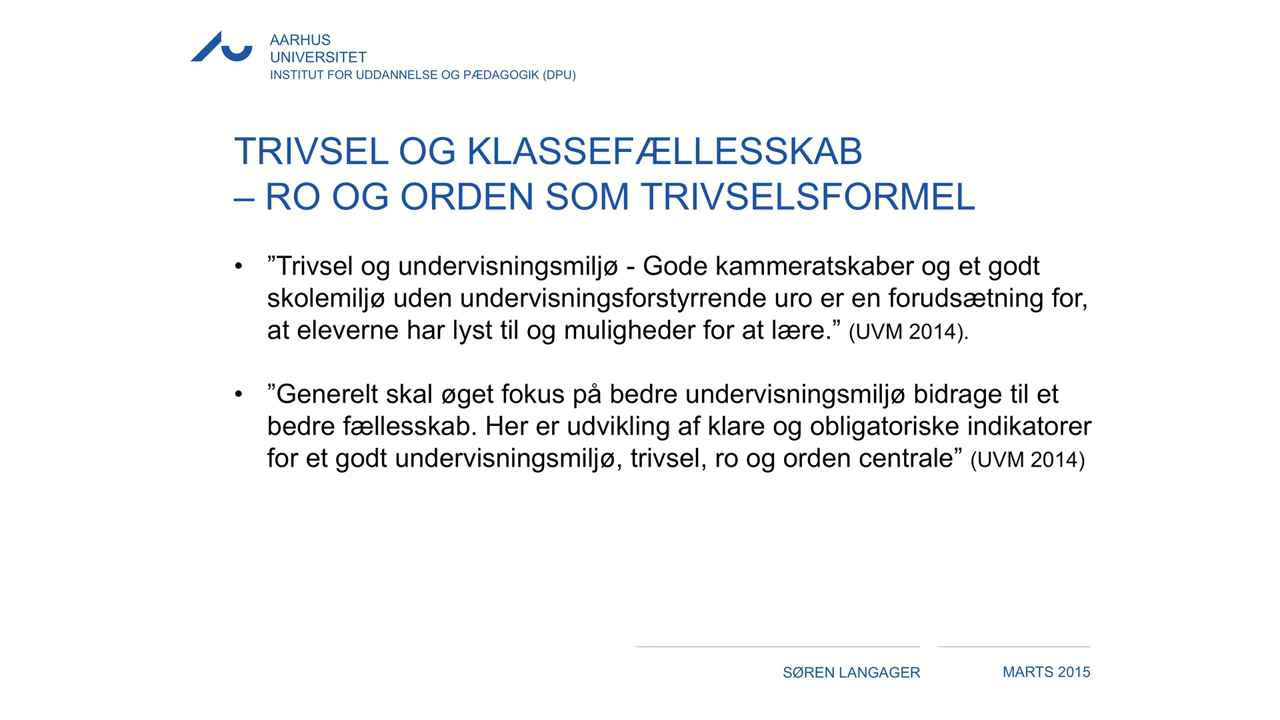 AARHUS
UNIVERSITET
INSTITUT FOR UDDANNELSE OG PÆDAGOGIK (DPU)
TRIVSEL OG KLASSEFÆLLESSKAB
– RO OG ORDEN SOM TRIVSELSFORMEL
• ”Trivsel og undervisningsmiljø - Gode kammeratskaber og et godt
skolemiljø uden undervisningsforstyrrende uro er en forudsætning for,
at eleverne har lyst til og muligheder for at lære.” (UVM 2014).
• ”Generelt skal øget fokus på bedre undervisningsmiljø bidrage til et
bedre fællesskab. Her er udvikling af klare og obligatoriske indikatorer
for et godt undervisningsmiljø, trivsel, ro og orden centrale” (UVM 2014)
SØREN LANGAGER
MARTS 2015